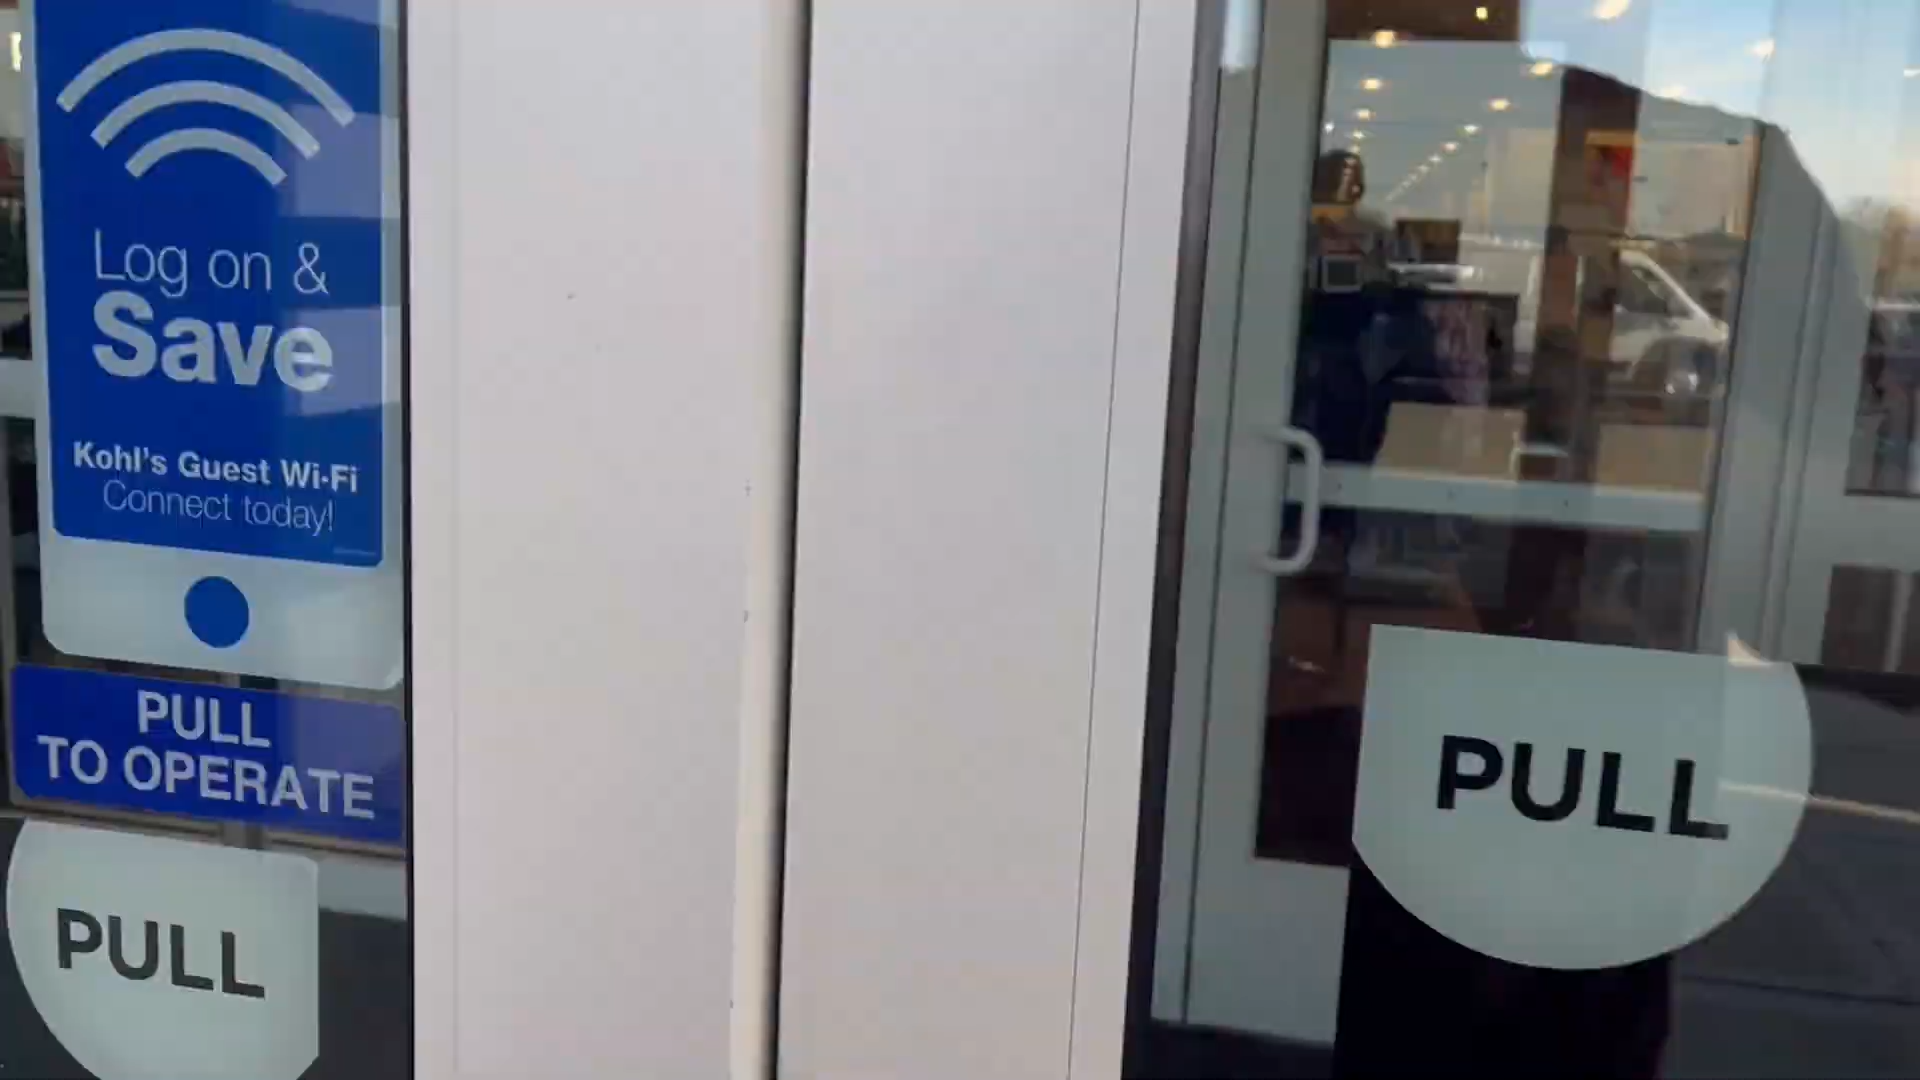 Log on &
Save
Kohl's Guest Wi-Fi
Connect today!
PULL
TO OPERATE
PULL
PULL